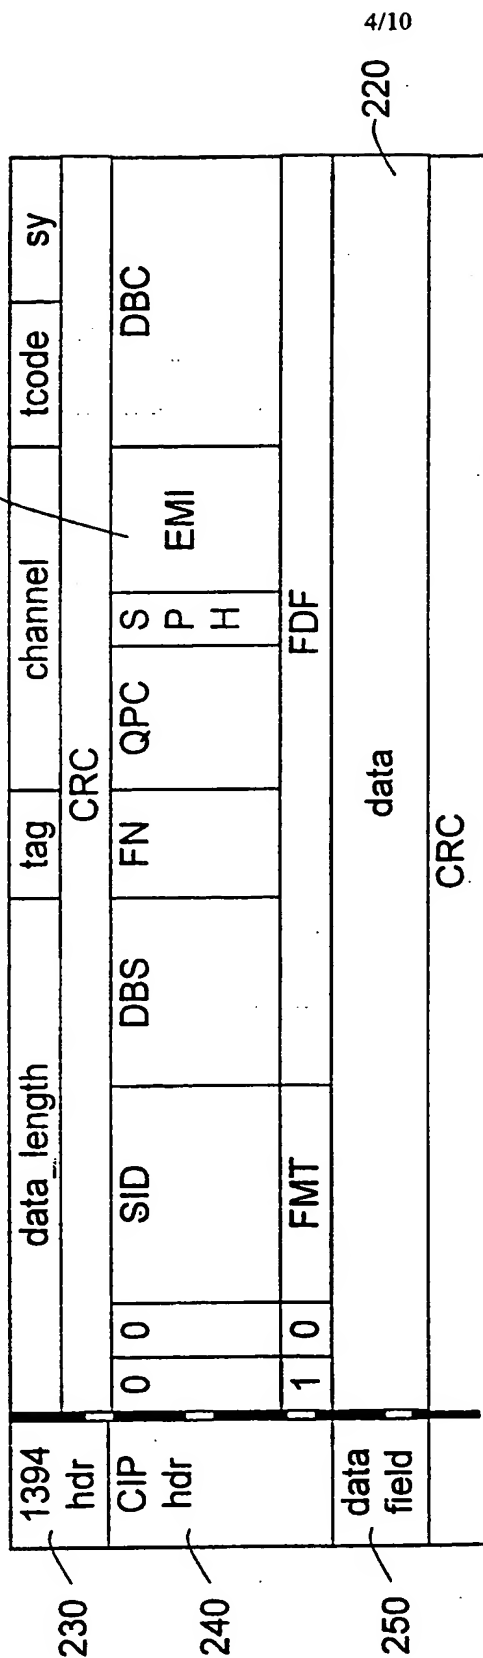 4/10
1394 hdr data_length tag channel tcode sy
CRC
CIP hdr 0 0 SID DBS FN QPC SPH EMI DBC
1 0 FMT FDF
data field data
CRC
230
240
250
220